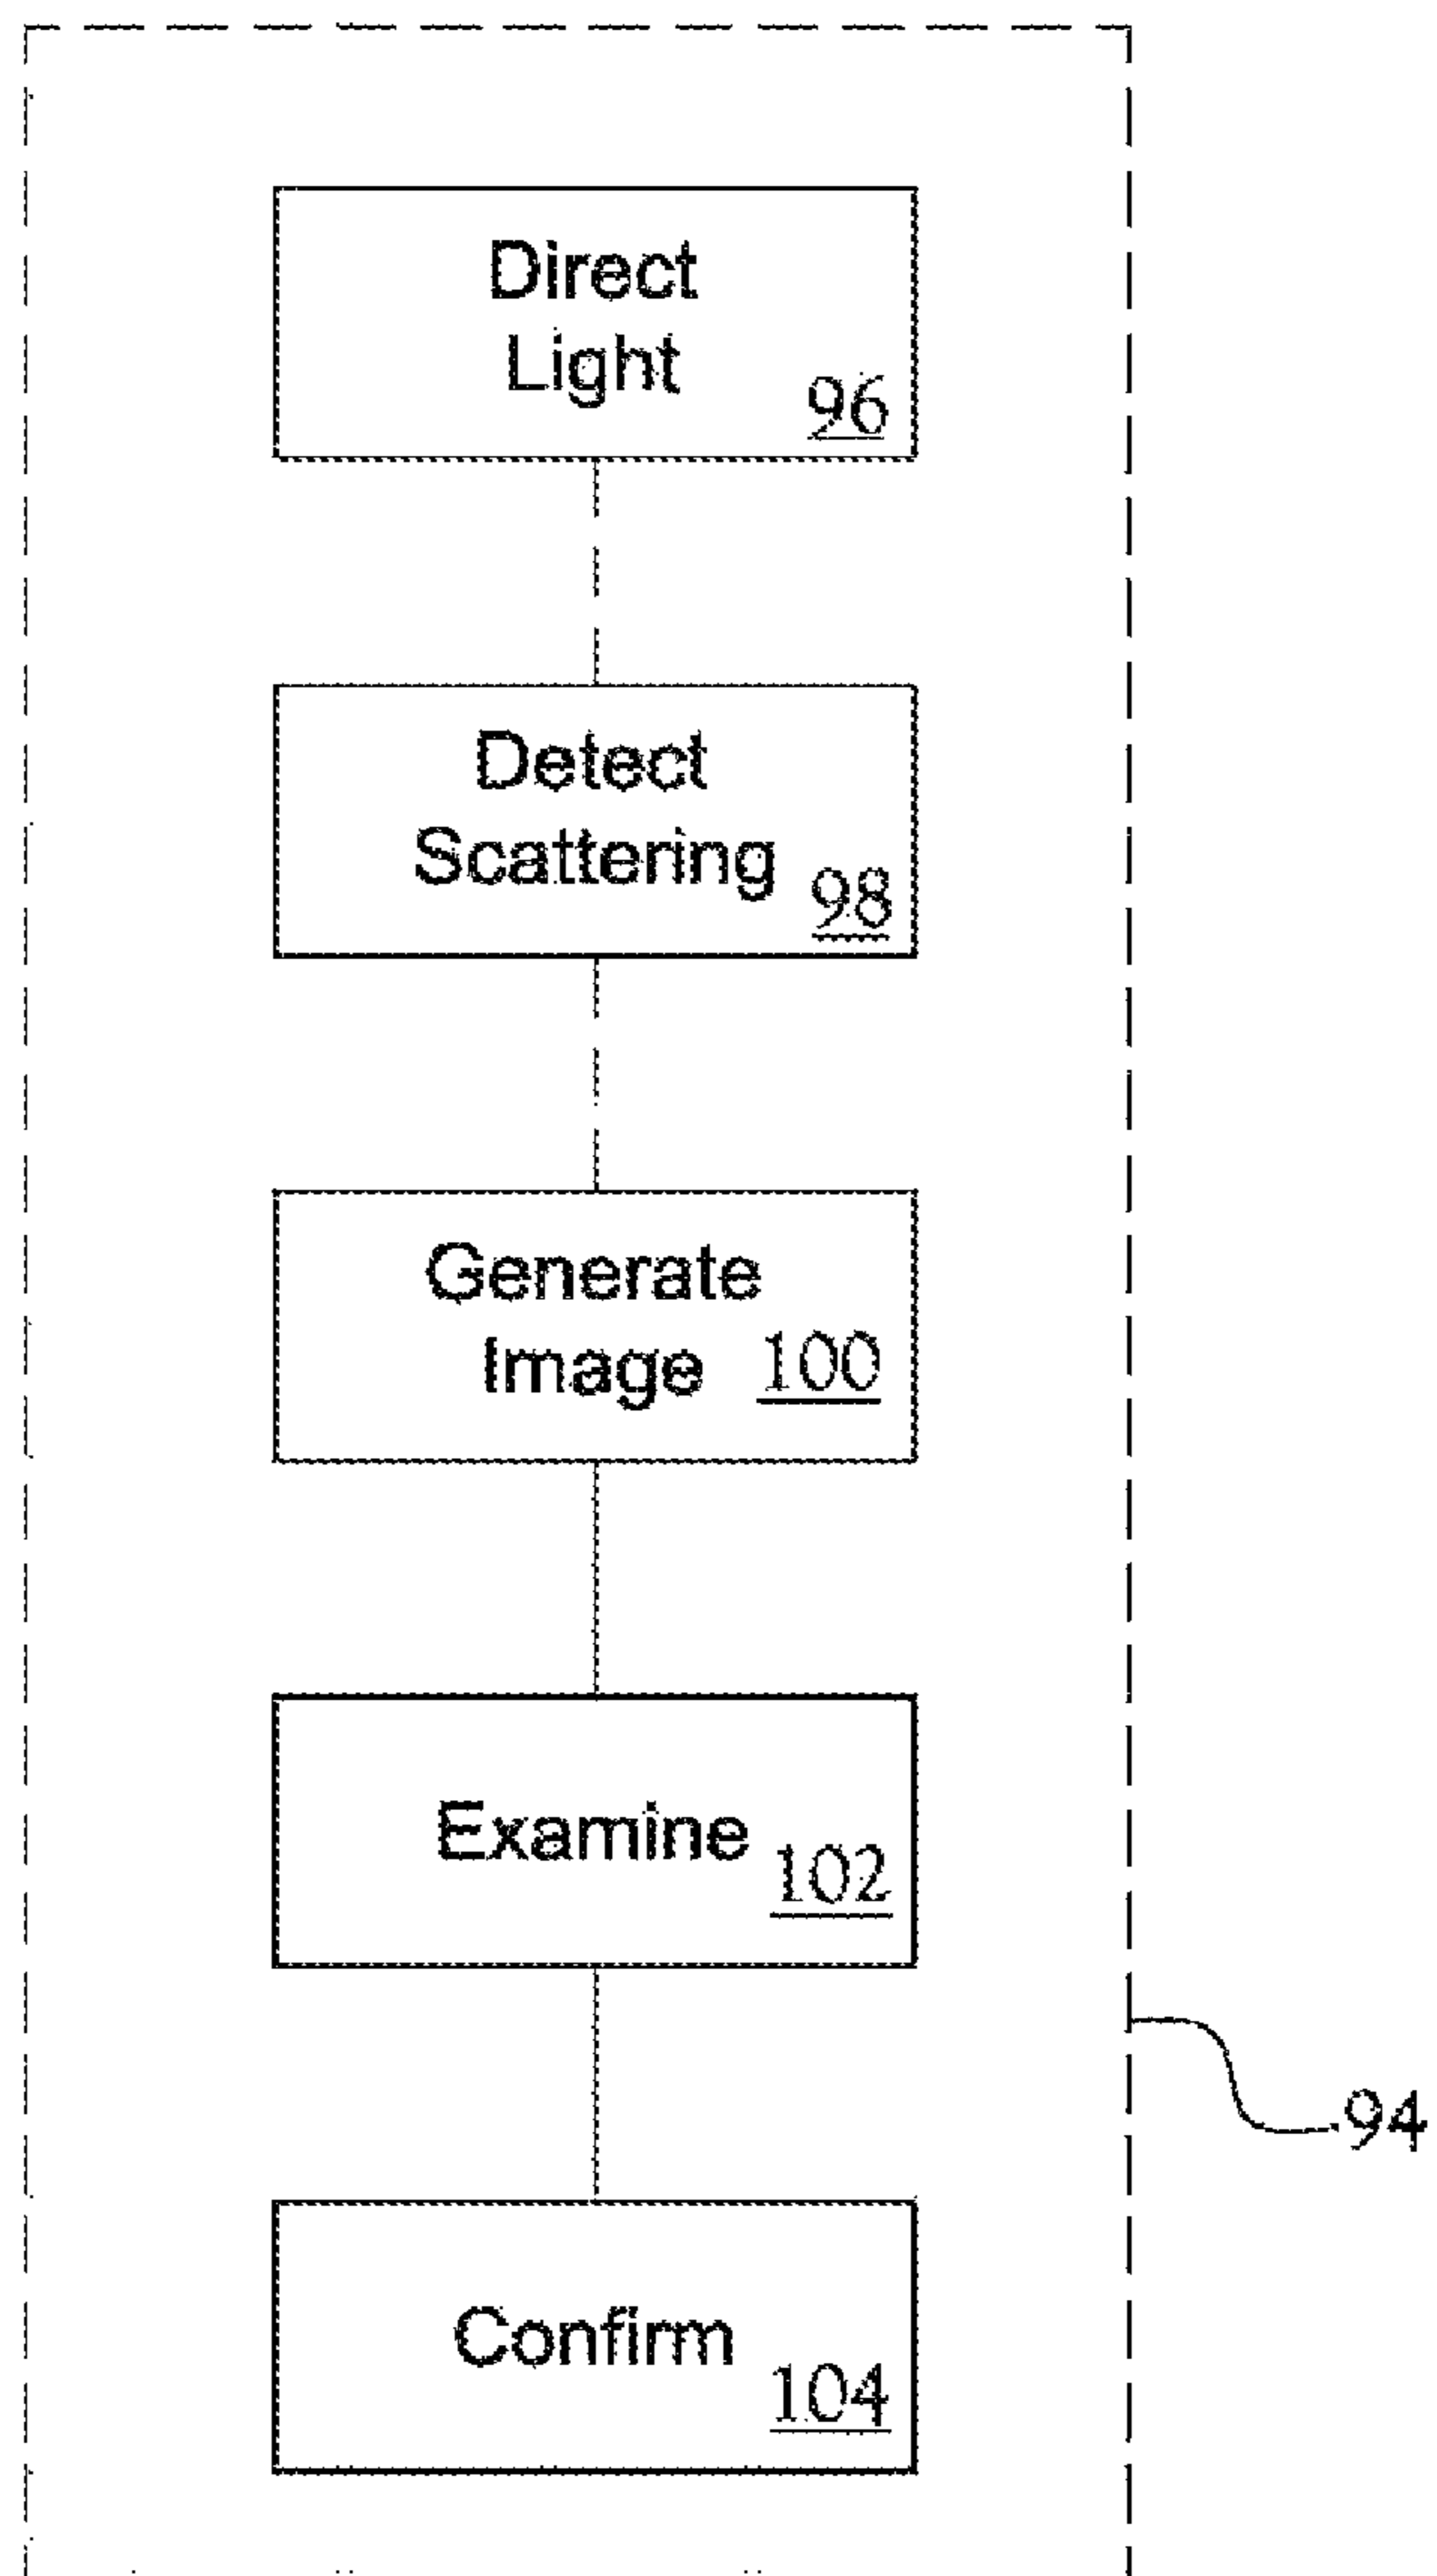 Direct
Light
96
Detect
Scattering
98
Generate
Image 100
Examine
102
94
Confirm
104